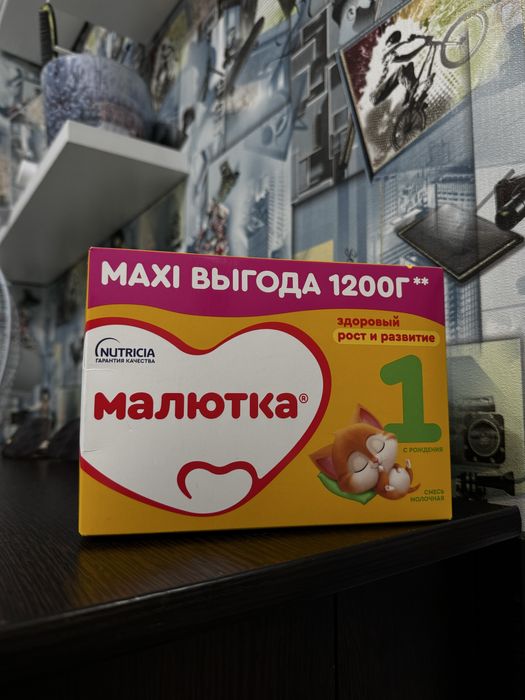 MAXI ВЫГОДА 1200Г**
здоровый
рост и развитие
NUTRICIA
ГАРАНТИЯ КАЧЕСТВА
малютка®
1
С РОЖДЕНИЯ
СМЕСЬ
МОЛОЧНАЯ